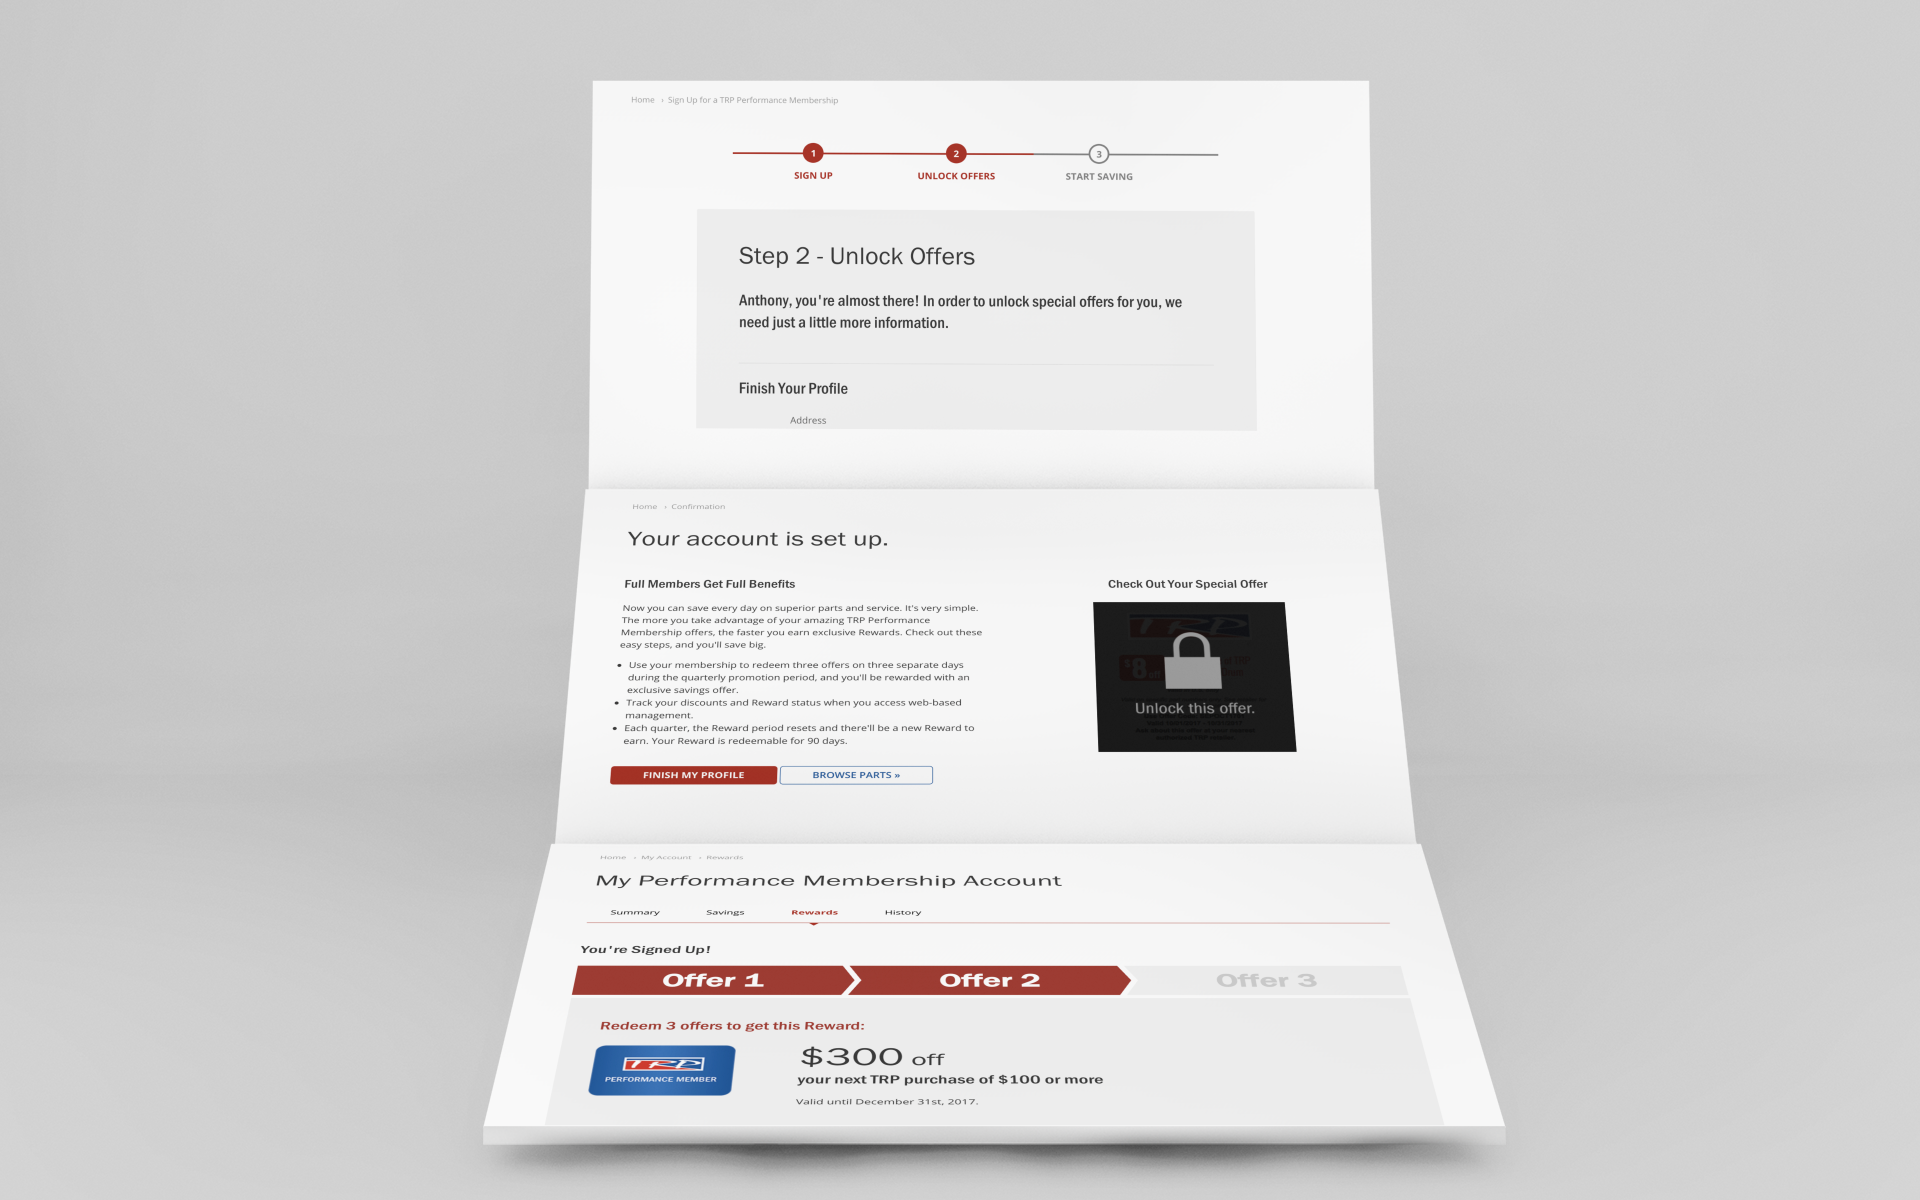 Home › Sign Up for a TRP Performance Membership
1 2 3
SIGN UP UNLOCK OFFERS START SAVING
Step 2 - Unlock Offers
Anthony, you're almost there! In order to unlock special offers for you, we
need just a little more information.
Finish Your Profile
Address
Home › Confirmation
Your account is set up.
Full Members Get Full Benefits
Now you can save every day on superior parts and service. It's very simple.
The more you take advantage of your amazing TRP Performance
Membership offers, the faster you earn exclusive Rewards. Check out these
easy steps, and you'll save big.
• Use your membership to redeem three offers on three separate days
during the quarterly promotion period, and you'll be rewarded with an
exclusive savings offer.
• Track your discounts and Reward status when you access web-based
management.
• Each quarter, the Reward period resets and there'll be a new Reward to
earn. Your Reward is redeemable for 90 days.
FINISH MY PROFILE BROWSE PARTS »
Check Out Your Special Offer
TRP
$8 off
Unlock this offer.
Home › My Account › Rewards
My Performance Membership Account
Summary Savings Rewards History
You're Signed Up!
Offer 1 Offer 2 Offer 3
Redeem 3 offers to get this Reward:
TRP
PERFORMANCE MEMBER
$300 off
your next TRP purchase of $100 or more
Valid until December 31st, 2017.